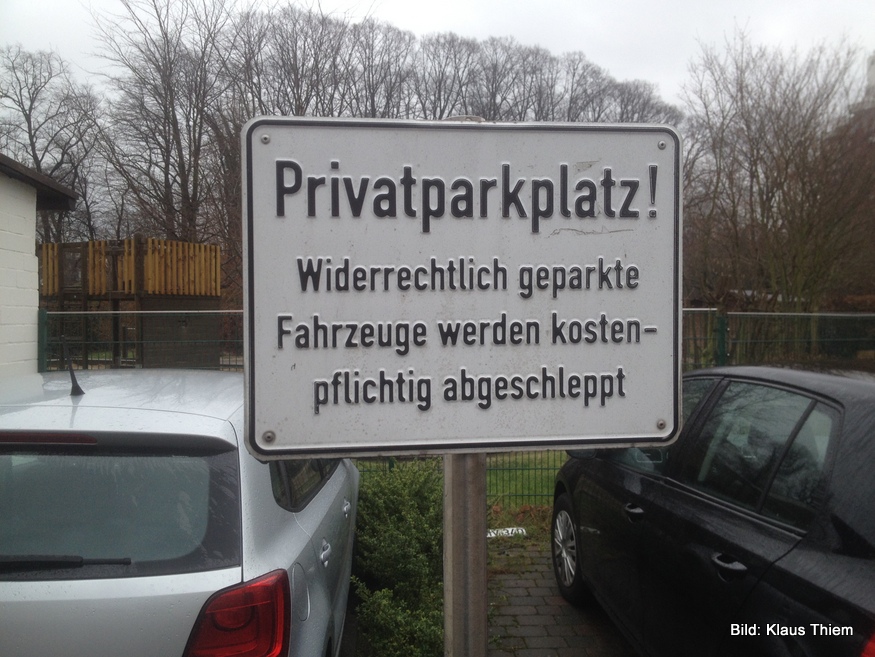 Privatparkplatz!
Widerrechtlich geparkte
Fahrzeuge werden kosten-
pflichtig abgeschleppt
Bild: Klaus Thiem